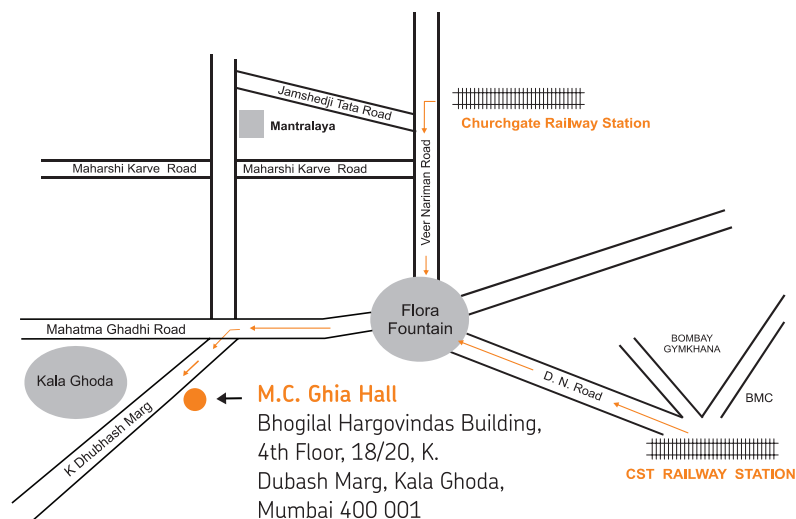 Jamshedji Tata Road
Mantralaya
Churchgate Railway Station
Maharshi Karve Road
Maharshi Karve Road
Veer Nariman Road
Flora
Fountain
Mahatma Ghadhi Road
Kala Ghoda
K Dhubhash Marg
D. N. Road
BOMBAY
GYMKHANA
BMC
CST RAILWAY STATION
M.C. Ghia Hall
Bhogilal Hargovindas Building,
4th Floor, 18/20, K.
Dubash Marg, Kala Ghoda,
Mumbai 400 001